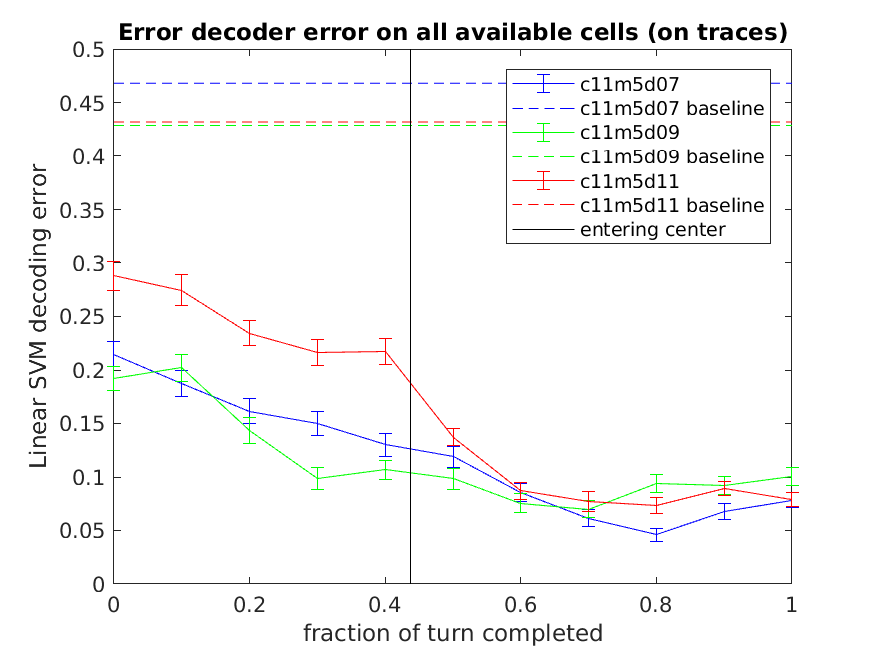 Error decoder error on all available cells (on traces)
0.5
0.45
0.4
0.35
0.3
0.25
0.2
0.15
0.1
0.05
0
Linear SVM decoding error
c11m5d07
c11m5d07 baseline
c11m5d09
c11m5d09 baseline
c11m5d11
c11m5d11 baseline
entering center
0 0.2 0.4 0.6 0.8 1
fraction of turn completed